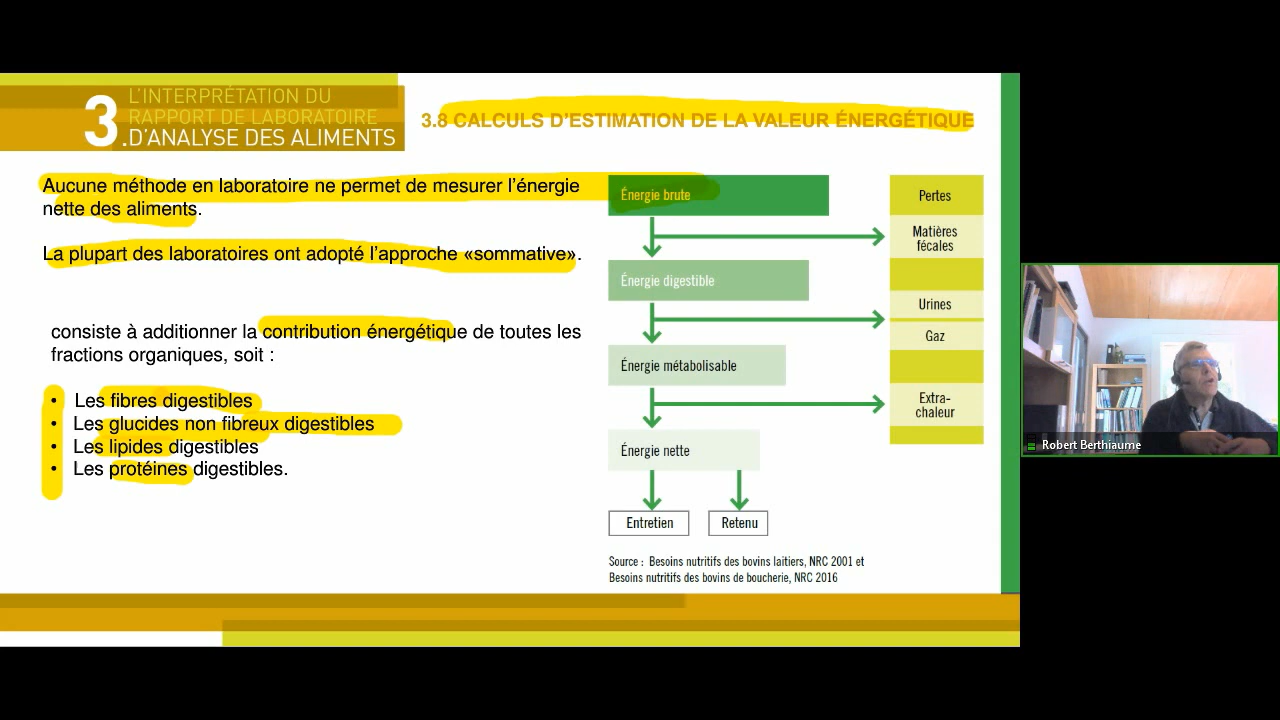 3.
L'INTERPRÉTATION DU
RAPPORT DE LABORATOIRE
D'ANALYSE DES ALIMENTS
3.8 CALCULS D'ESTIMATION DE LA VALEUR ÉNERGÉTIQUE
Aucune méthode en laboratoire ne permet de mesurer l'énergie
nette des aliments.
La plupart des laboratoires ont adopté l'approche «sommative».
consiste à additionner la contribution énergétique de toutes les
fractions organiques, soit :
• Les fibres digestibles
• Les glucides non fibreux digestibles
• Les lipides digestibles
• Les protéines digestibles.
Énergie brute
Pertes
Matières
fécales
Énergie digestible
Urines
Gaz
Énergie métabolisable
Extra-
chaleur
Énergie nette
Entretien
Retenu
Source : Besoins nutritifs des bovins laitiers, NRC 2001 et
Besoins nutritifs des bovins de boucherie, NRC 2016
Robert Berthiaume